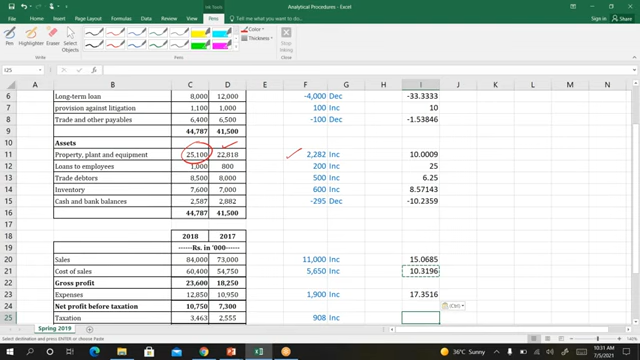 Analytical Procedures - Excel
Ink Tools
Sign in
File Home Insert Draw Page Layout Formulas Data Review View Help Pens Tell me what you want to do Share
Pen Highlighter Eraser Select Objects
Color
Thickness
Stop Inking
Write Pens
I25
A B C D E F G H I J K L M N
6 Long-term loan 8,000 12,000 -4,000 Dec -33.3333
7 provision against litigation 1,100 1,000 100 Inc 10
8 Trade and other payables 6,400 6,500 -100 Dec -1.53846
9 44,787 41,500
10 Assets
11 Property, plant and equipment 25,100 22,818 2,282 Inc 10.0009
12 Loans to employees 1,000 800 200 Inc 25
13 Trade debtors 8,500 8,000 500 Inc 6.25
14 Inventory 7,600 7,000 600 Inc 8.57143
15 Cash and bank balances 2,587 2,882 -295 Dec -10.2359
16 44,787 41,500
18 2018 2017
19 ------Rs. in '000------
20 Sales 84,000 73,000 11,000 Inc 15.0685
21 Cost of sales 60,400 54,750 5,650 Inc 10.3196
22 Gross profit 23,600 18,250
23 Expenses 12,850 10,950 1,900 Inc 17.3516
24 Net profit before taxation 10,750 7,300 (Ctrl)
25 Taxation 3,463 2,555 908 Inc
Spring 2019
Select destination and press ENTER or choose Paste
36°C Sunny
10:31 AM
7/5/2021